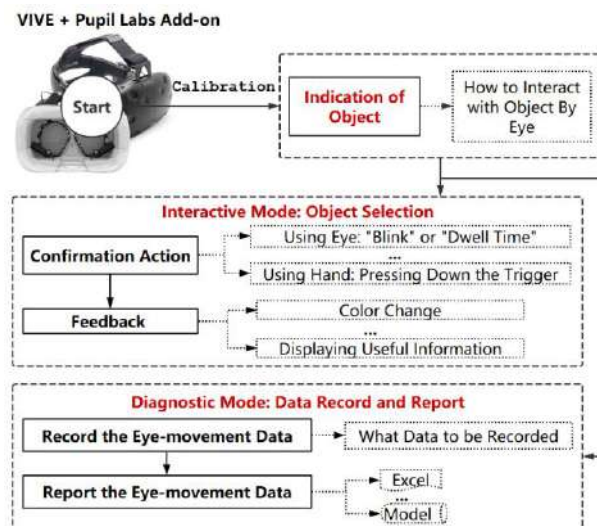 VIVE + Pupil Labs Add-on
Start
Calibration
Indication of
Object
How to Interact
with Object By
Eye
Interactive Mode: Object Selection
Confirmation Action
Using Eye: "Blink" or "Dwell Time"
...
Using Hand: Pressing Down the Trigger
Feedback
Color Change
...
Displaying Useful Information
Diagnostic Mode: Data Record and Report
Record the Eye-movement Data
What Data to be Recorded
Report the Eye-movement Data
Excel
...
Model